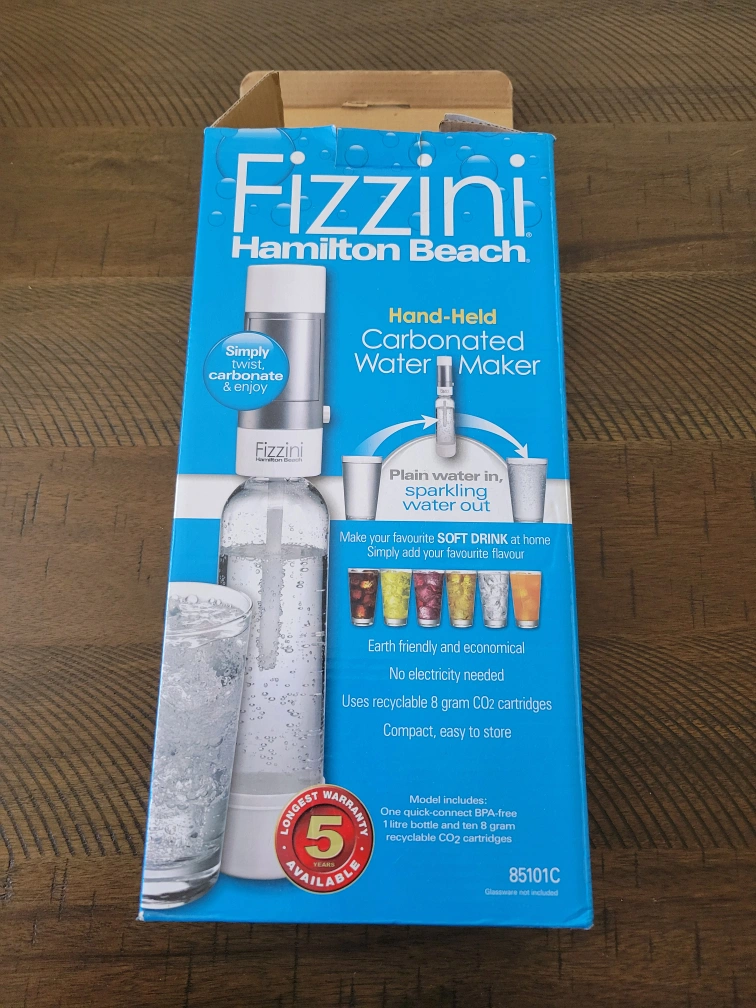 Fizzini®
Hamilton Beach®
Hand-Held
Carbonated
Water Maker
Simply
twist,
carbonate
& enjoy
Fizzini
Hamilton Beach
Plain water in,
sparkling
water out
Make your favourite SOFT DRINK at home
Simply add your favourite flavour
Earth friendly and economical
No electricity needed
Uses recyclable 8 gram CO2 cartridges
Compact, easy to store
LONGEST WARRANTY
5
YEARS
AVAILABLE
Model includes:
One quick-connect BPA-free
1 litre bottle and ten 8 gram
recyclable CO2 cartridges
85101C
Glassware not included